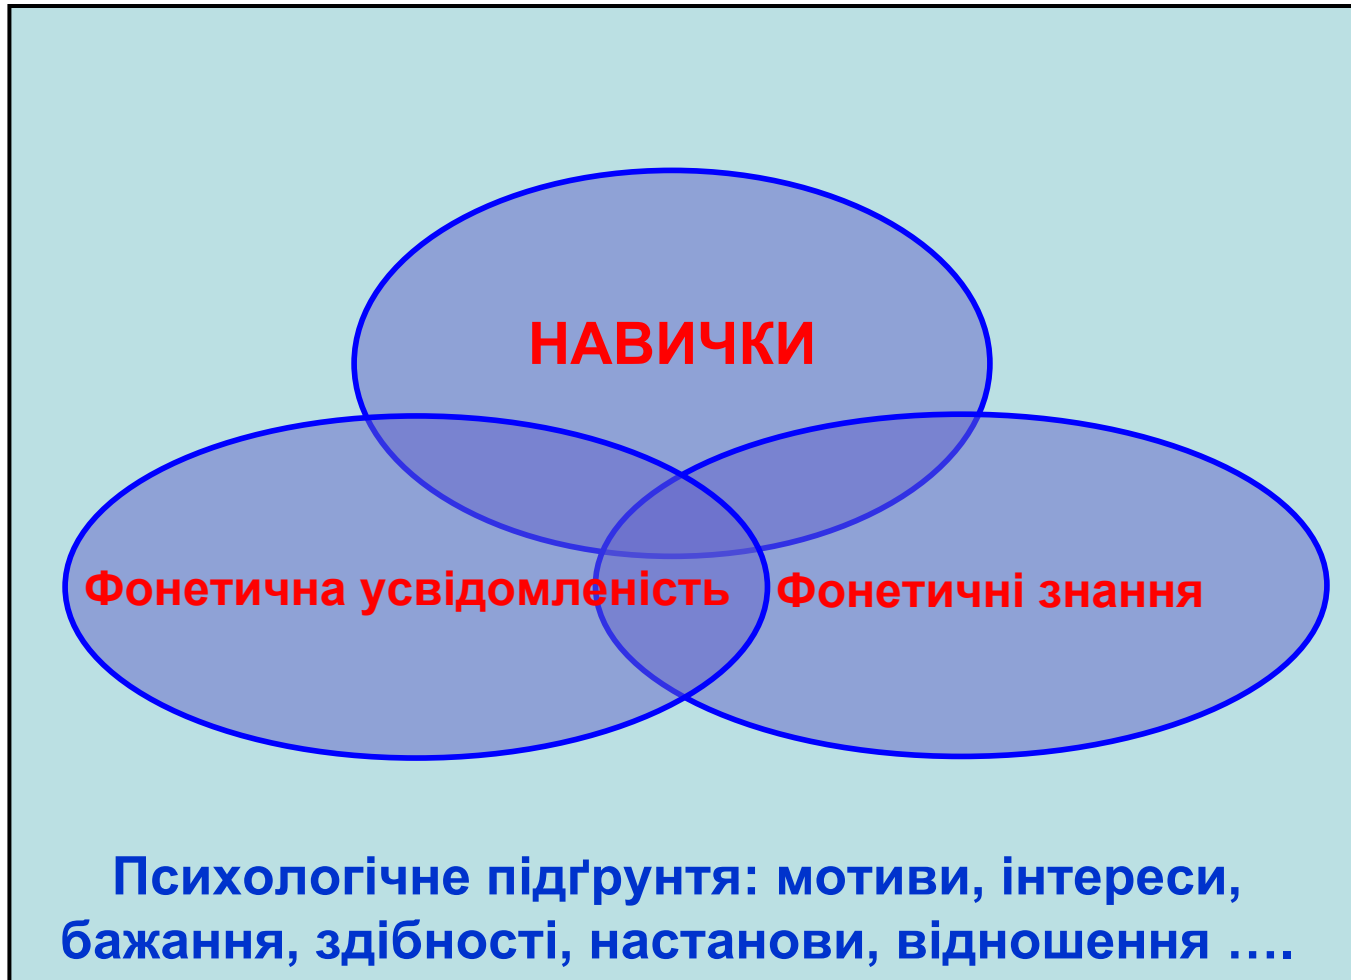 НАВИЧКИ
Фонетична усвідомленість
Фонетичні знання
Психологічне підґрунтя: мотиви, інтереси,
бажання, здібності, настанови, відношення ….